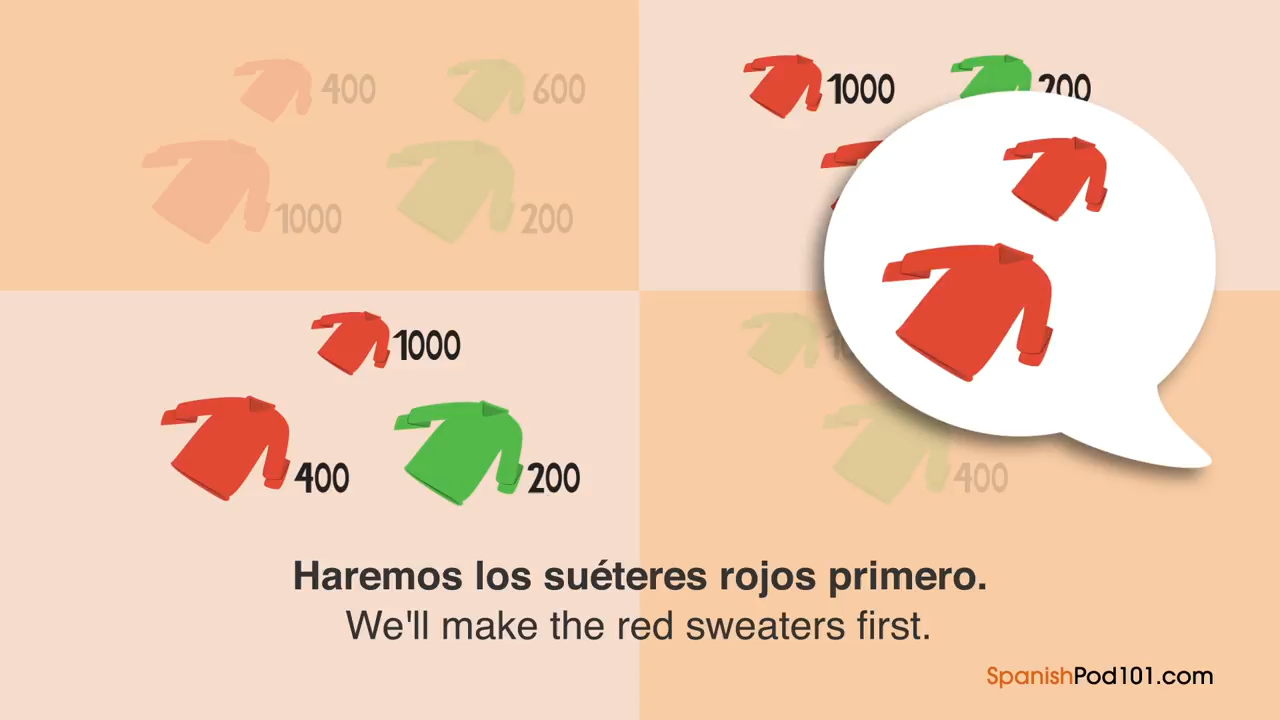 400 600
1000 200
1000 200
1000
400 200
400
Haremos los suéteres rojos primero.
We'll make the red sweaters first.
SpanishPod101.com